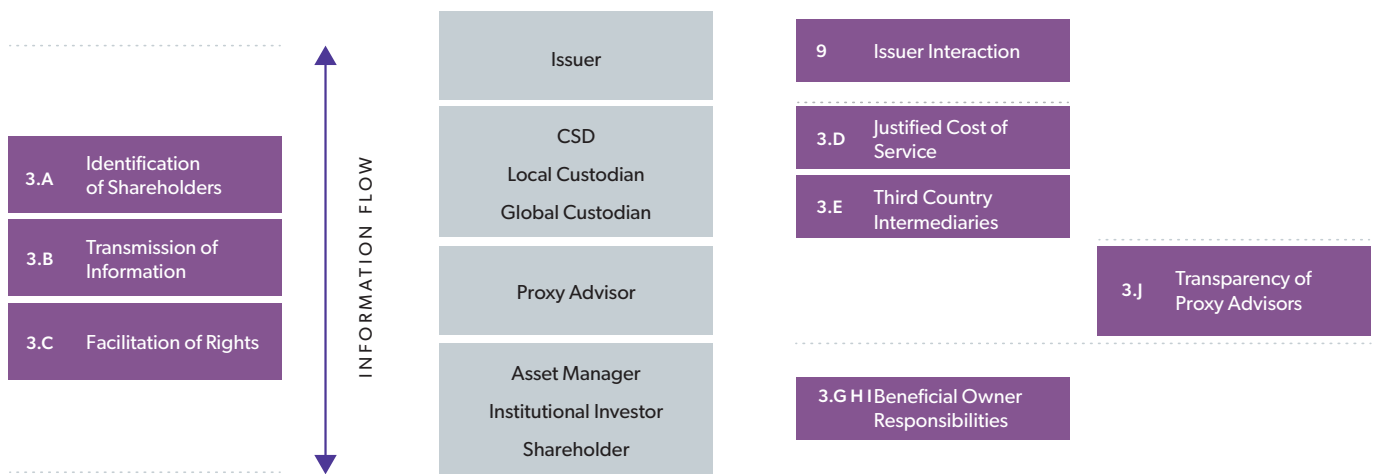 3.A
Identification
of Shareholders
3.B
Transmission of
Information
3.C
Facilitation of Rights
INFORMATION FLOW
Issuer
CSD
Local Custodian
Global Custodian
Proxy Advisor
Asset Manager
Institutional Investor
Shareholder
9
Issuer Interaction
3.D
Justified Cost of
Service
3.E
Third Country
Intermediaries
3.G H I
Beneficial Owner
Responsibilities
3.J
Transparency of
Proxy Advisors